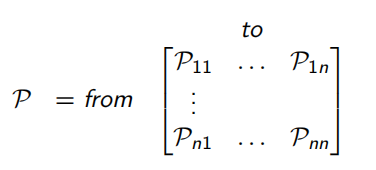 to
𝒫 = from [𝒫₁₁ … 𝒫₁ₙ
⋮
𝒫ₙ₁ … 𝒫ₙₙ]